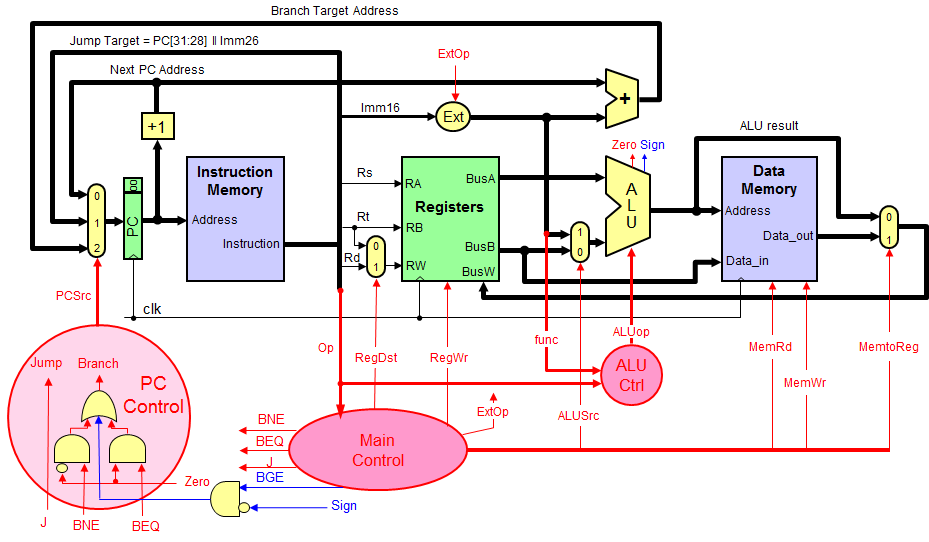 Branch Target Address
Jump Target = PC[31:28] ‖ Imm26
ExtOp
Next PC Address
Imm16
Ext
+
+1
ALU result
Zero
Sign
Instruction
Memory
Rs
RA
BusA
A
L
U
Data
Memory
00
Registers
0
1
2
PC
Address
Rt
RB
Address
0
1
Instruction
BusB
1
0
Data_out
Rd
0
1
RW
Data_in
BusW
PCSrc
clk
Op
RegDst
RegWr
func
ALUop
MemRd
MemtoReg
Jump
Branch
PC
Control
ALU
Ctrl
MemWr
ExtOp
ALUSrc
BNE
BEQ
J
BGE
Main
Control
Zero
Sign
J
BNE
BEQ